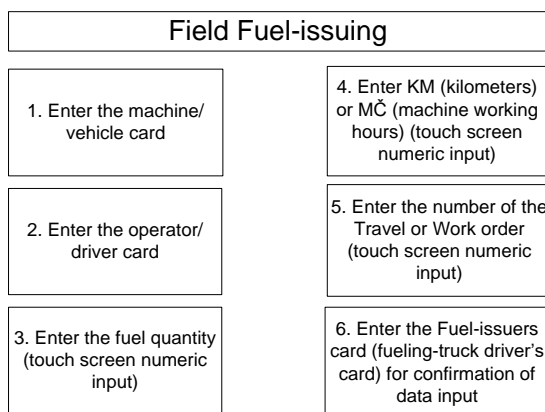 Field Fuel-issuing
1. Enter the machine/
vehicle card
2. Enter the operator/
driver card
3. Enter the fuel quantity
(touch screen numeric
input)
4. Enter KM (kilometers)
or MČ (machine working
hours) (touch screen
numeric input)
5. Enter the number of the
Travel or Work order
(touch screen numeric
input)
6. Enter the Fuel-issuers
card (fueling-truck driver's
card) for confirmation of
data input